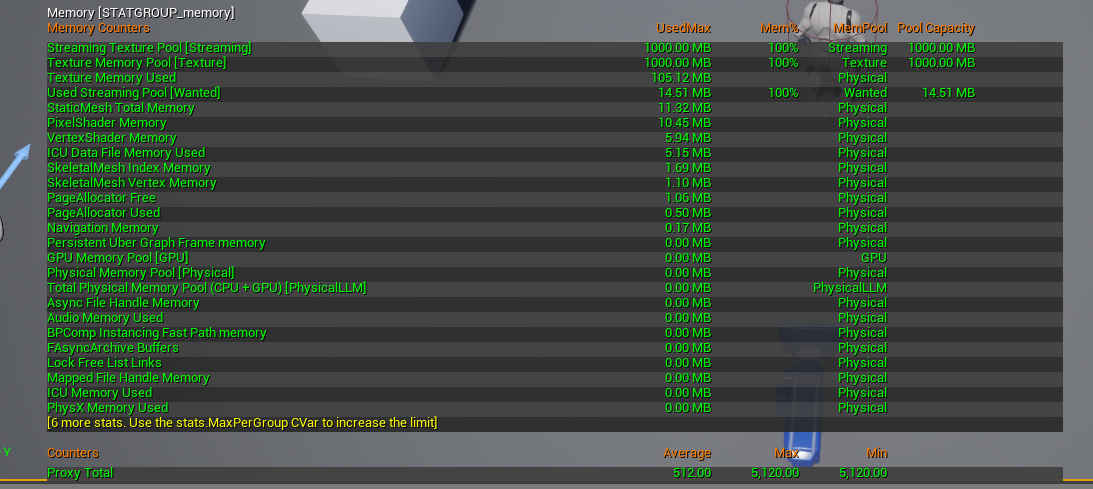 Memory [STATGROUP_memory]
Memory Counters UsedMax Mem% MemPool Pool Capacity
Streaming Texture Pool [Streaming] 1000.00 MB 100% Streaming 1000.00 MB
Texture Memory Pool [Texture] 1000.00 MB 100% Texture 1000.00 MB
Texture Memory Used 105.12 MB Physical
Used Streaming Pool [Wanted] 14.51 MB 100% Wanted 14.51 MB
StaticMesh Total Memory 11.32 MB Physical
PixelShader Memory 10.45 MB Physical
VertexShader Memory 5.94 MB Physical
ICU Data File Memory Used 5.15 MB Physical
SkeletalMesh Index Memory 1.69 MB Physical
SkeletalMesh Vertex Memory 1.10 MB Physical
PageAllocator Free 1.06 MB Physical
PageAllocator Used 0.50 MB Physical
Navigation Memory 0.17 MB Physical
Persistent Uber Graph Frame memory 0.00 MB Physical
GPU Memory Pool [GPU] 0.00 MB GPU
Physical Memory Pool [Physical] 0.00 MB Physical
Total Physical Memory Pool (CPU + GPU) [PhysicalLLM] 0.00 MB PhysicalLLM
Async File Handle Memory 0.00 MB Physical
Audio Memory Used 0.00 MB Physical
BPComp Instancing Fast Path memory 0.00 MB Physical
FAsyncArchive Buffers 0.00 MB Physical
Lock Free List Links 0.00 MB Physical
Mapped File Handle Memory 0.00 MB Physical
ICU Memory Used 0.00 MB Physical
PhysX Memory Used 0.00 MB Physical
[6 more stats. Use the stats.MaxPerGroup CVar to increase the limit]
-Y
Counters Average Max Min
Proxy Total 512.00 5,120.00 5,120.00